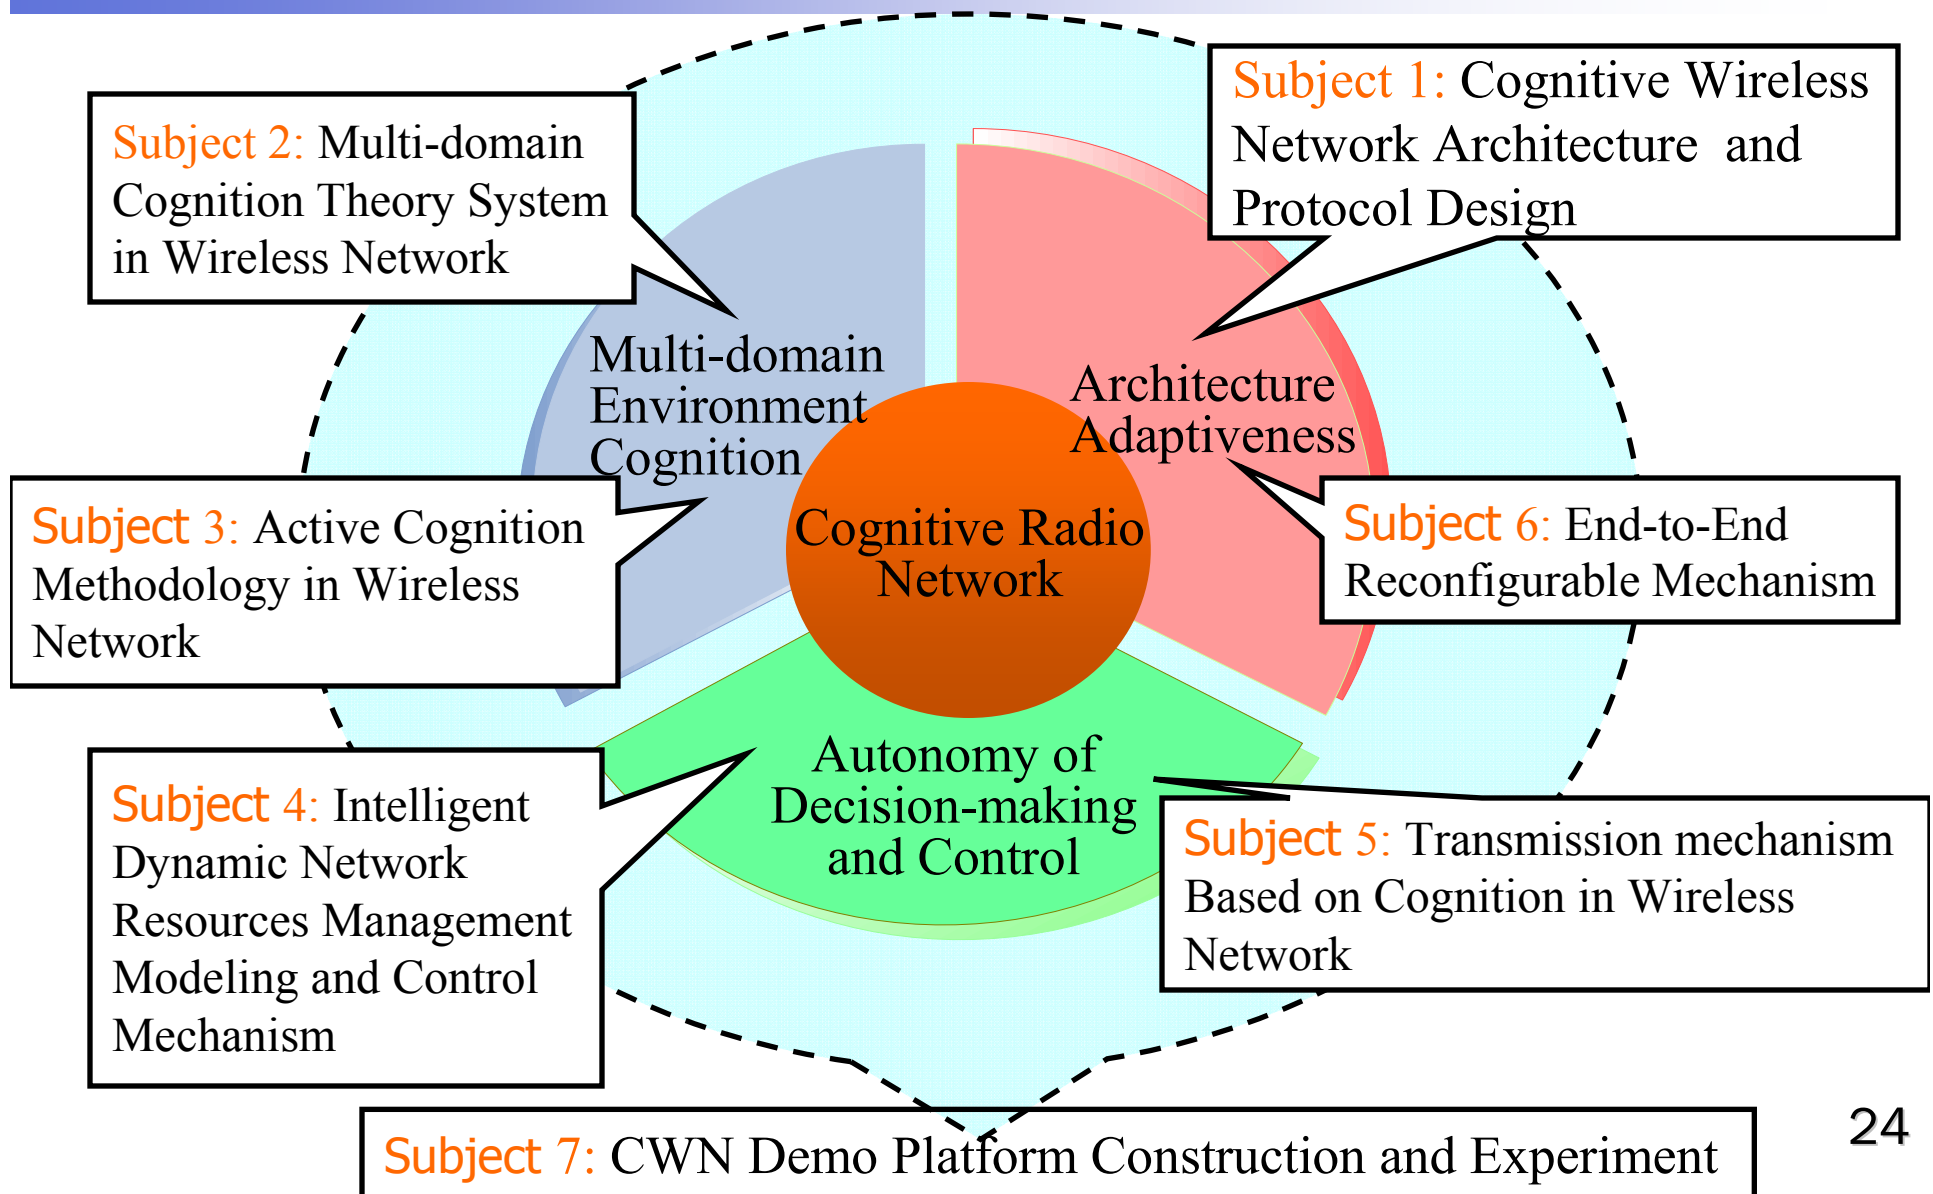 Subject 1: Cognitive Wireless
Network Architecture and
Protocol Design
Subject 2: Multi-domain
Cognition Theory System
in Wireless Network
Multi-domain
Environment
Cognition
Architecture
Adaptiveness
Subject 3: Active Cognition
Methodology in Wireless
Network
Cognitive Radio
Network
Subject 6: End-to-End
Reconfigurable Mechanism
Subject 4: Intelligent
Dynamic Network
Resources Management
Modeling and Control
Mechanism
Autonomy of
Decision-making
and Control
Subject 5: Transmission mechanism
Based on Cognition in Wireless
Network
Subject 7: CWN Demo Platform Construction and Experiment
24